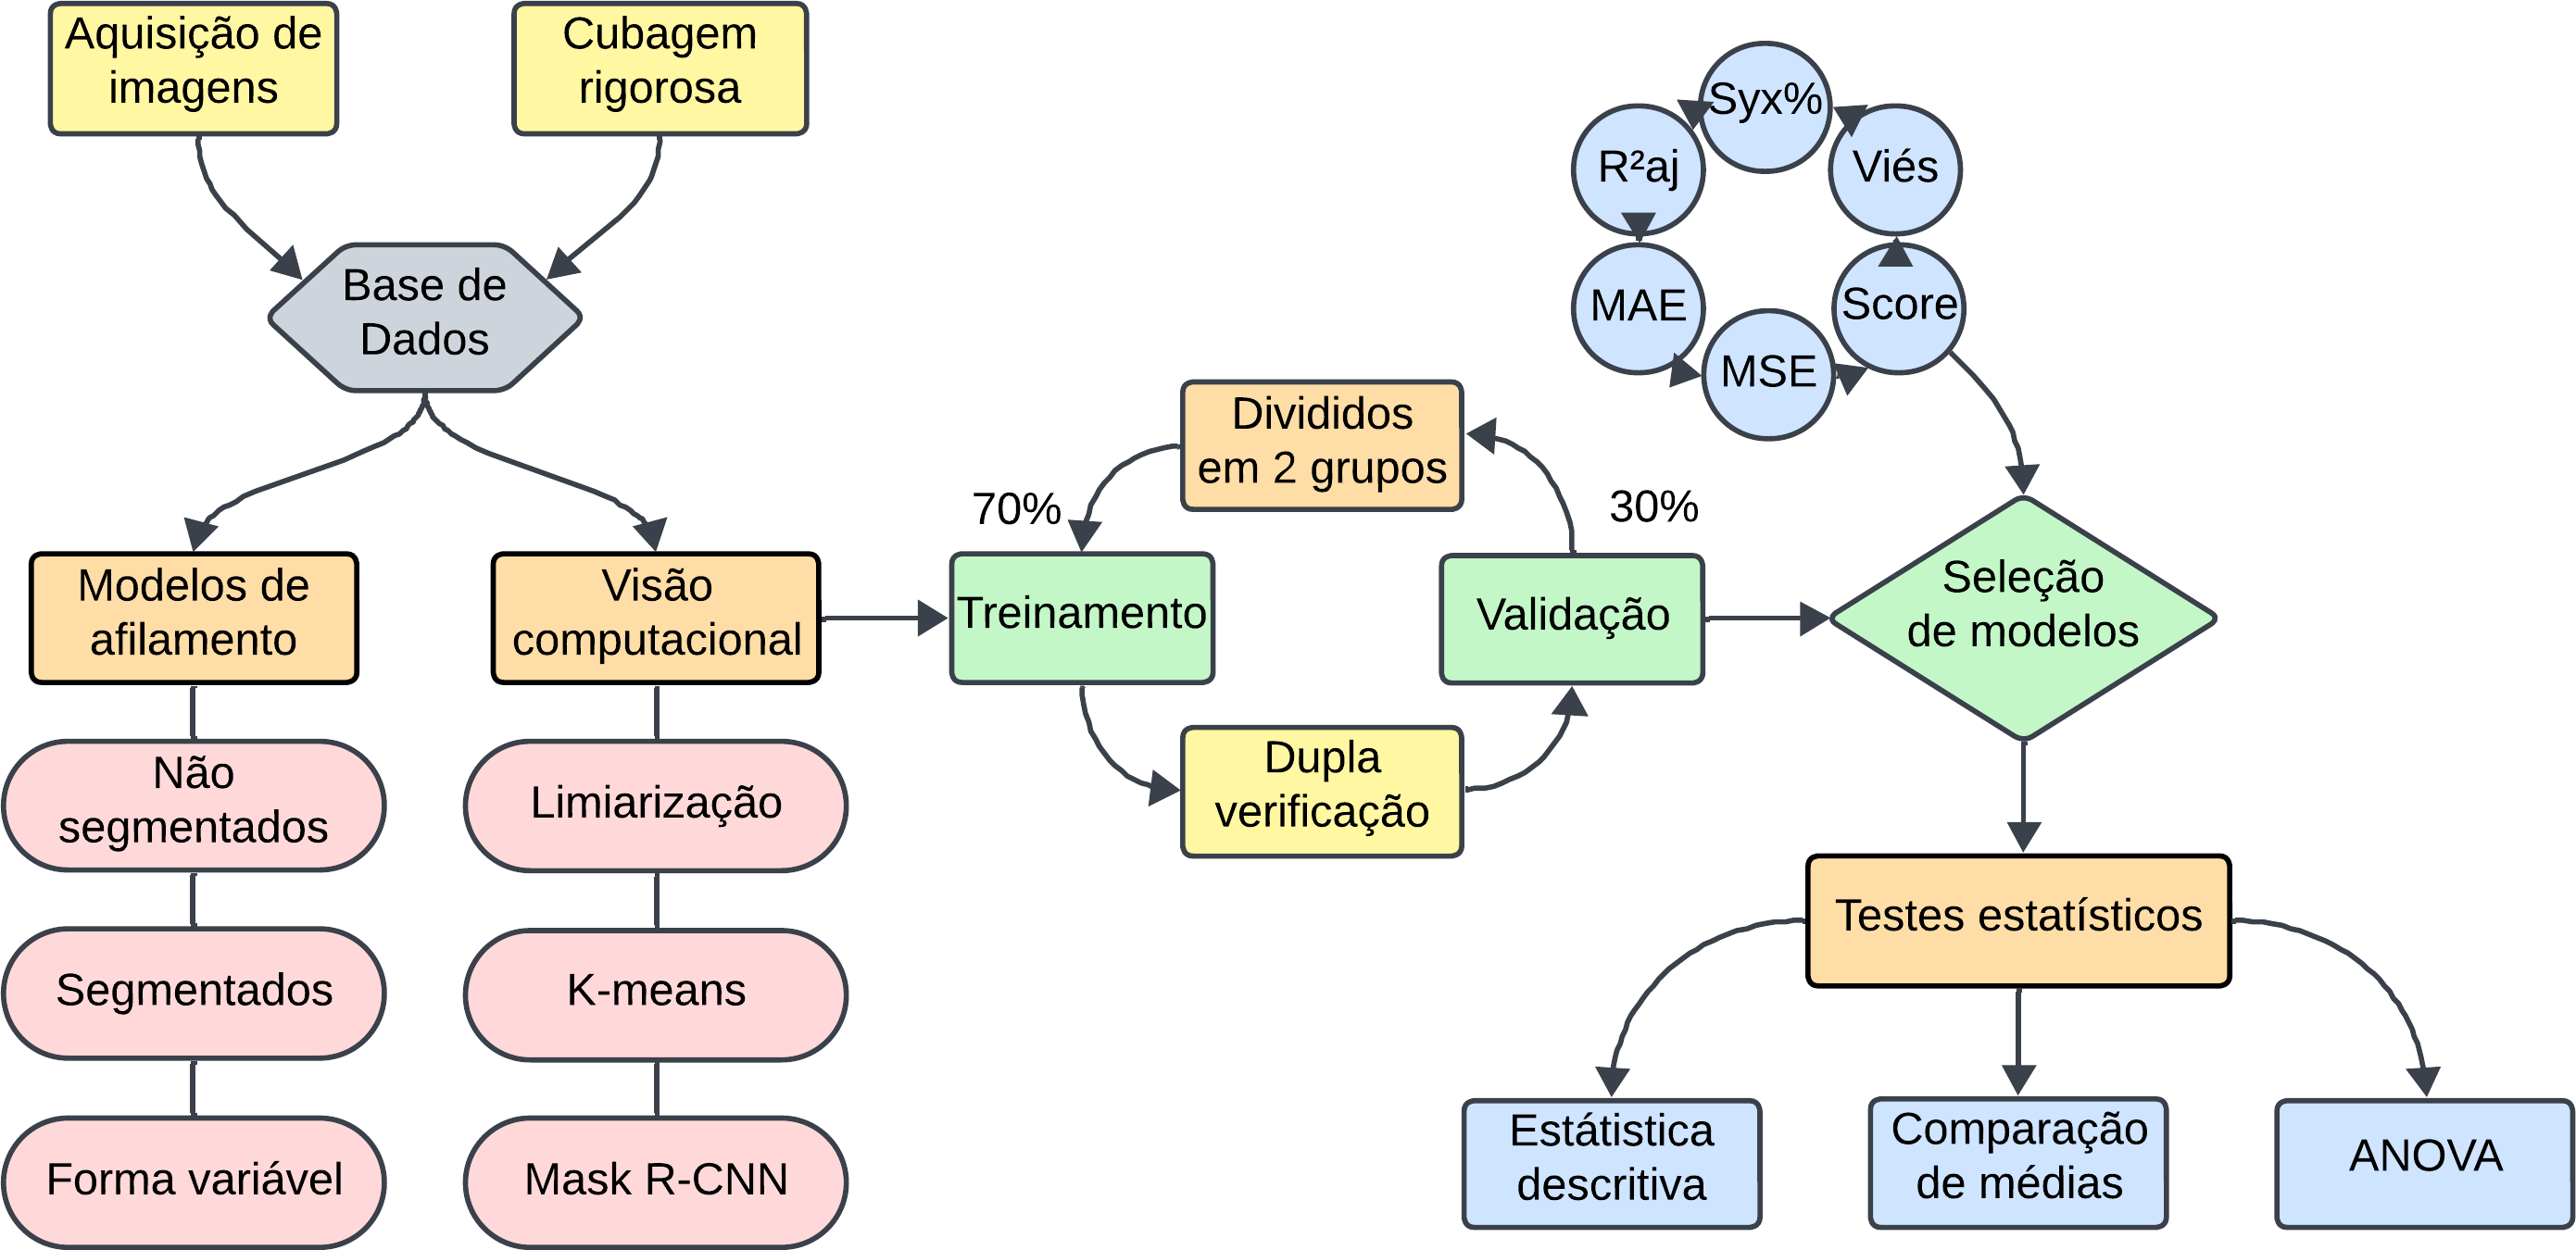 Aquisição de
imagens
Cubagem
rigorosa
Base de
Dados
Modelos de
afilamento
Não
segmentados
Segmentados
Forma variável
Visão
computacional
Limiarização
K-means
Mask R-CNN
Divididos
em 2 grupos
70%
30%
Treinamento
Validação
Dupla
verificação
Syx%
R²aj
Viés
MAE
Score
MSE
Seleção
de modelos
Testes estatísticos
Estátistica
descritiva
Comparação
de médias
ANOVA